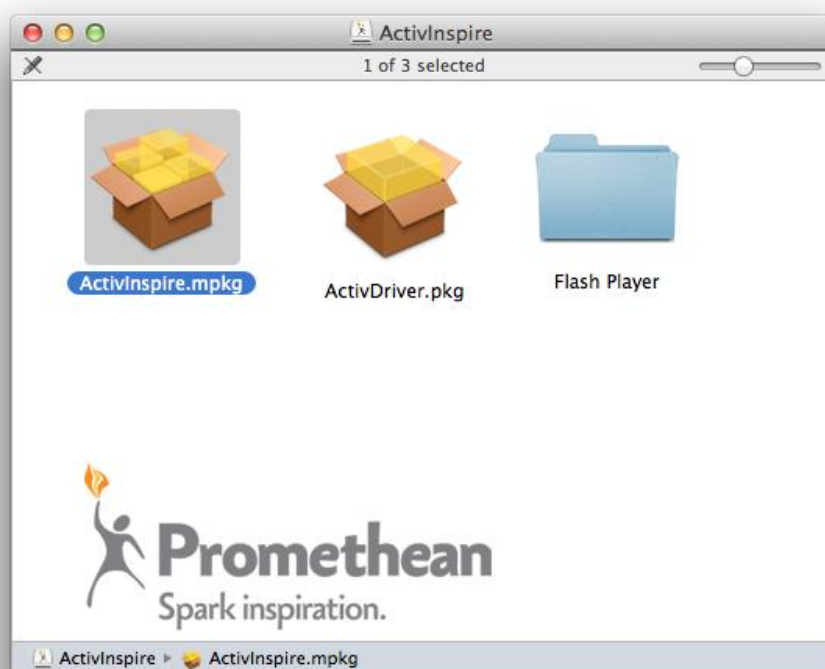 ActivInspire
1 of 3 selected
ActivInspire.mpkg
ActivDriver.pkg
Flash Player
Promethean
Spark inspiration.
ActivInspire ▸ ActivInspire.mpkg